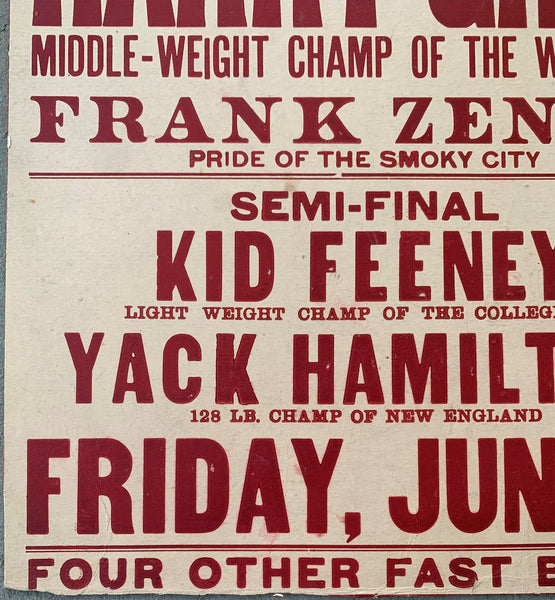 MIDDLE-WEIGHT CHAMP OF THE W
FRANK ZEN
PRIDE OF THE SMOKY CITY
SEMI-FINAL
KID FEENEY
LIGHT WEIGHT CHAMP OF THE COLLEG
YACK HAMILT
128 LB. CHAMP OF NEW ENGLAND
FRIDAY, JUN
FOUR OTHER FAST B